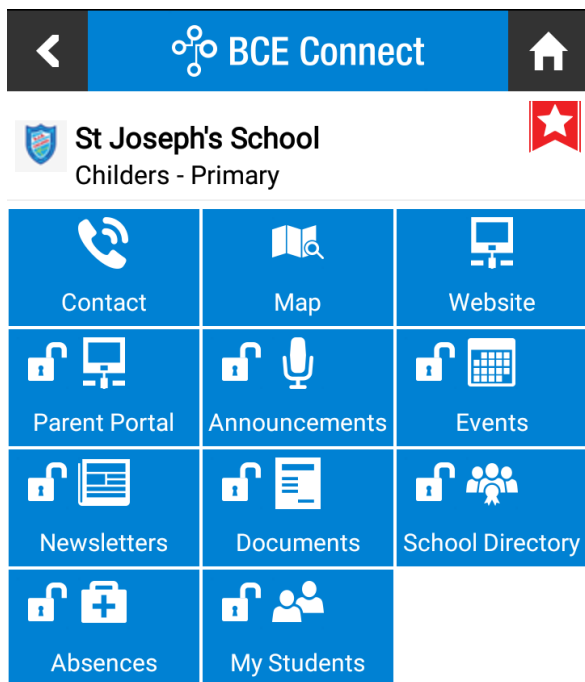 BCE Connect
St Joseph's School
Childers - Primary
Contact
Map
Website
Parent Portal
Announcements
Events
Newsletters
Documents
School Directory
Absences
My Students